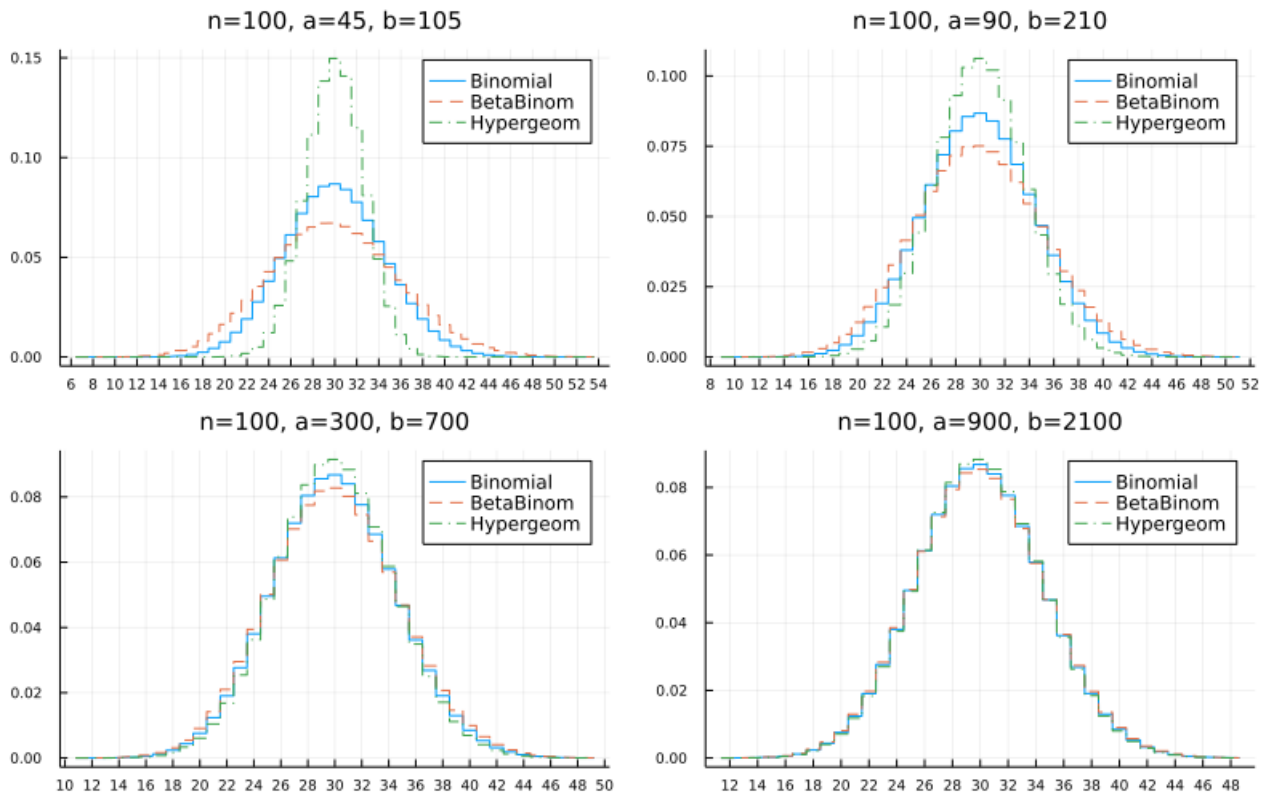 n=100, a=45, b=105
0.15
0.10
0.05
0.00
Binomial
BetaBinom
Hypergeom
6 8 10 12 14 16 18 20 22 24 26 28 30 32 34 36 38 40 42 44 46 48 50 52 54
n=100, a=90, b=210
0.100
0.075
0.050
0.025
0.000
Binomial
BetaBinom
Hypergeom
8 10 12 14 16 18 20 22 24 26 28 30 32 34 36 38 40 42 44 46 48 50 52
n=100, a=300, b=700
0.08
0.06
0.04
0.02
0.00
Binomial
BetaBinom
Hypergeom
10 12 14 16 18 20 22 24 26 28 30 32 34 36 38 40 42 44 46 48 50
n=100, a=900, b=2100
0.08
0.06
0.04
0.02
0.00
Binomial
BetaBinom
Hypergeom
12 14 16 18 20 22 24 26 28 30 32 34 36 38 40 42 44 46 48